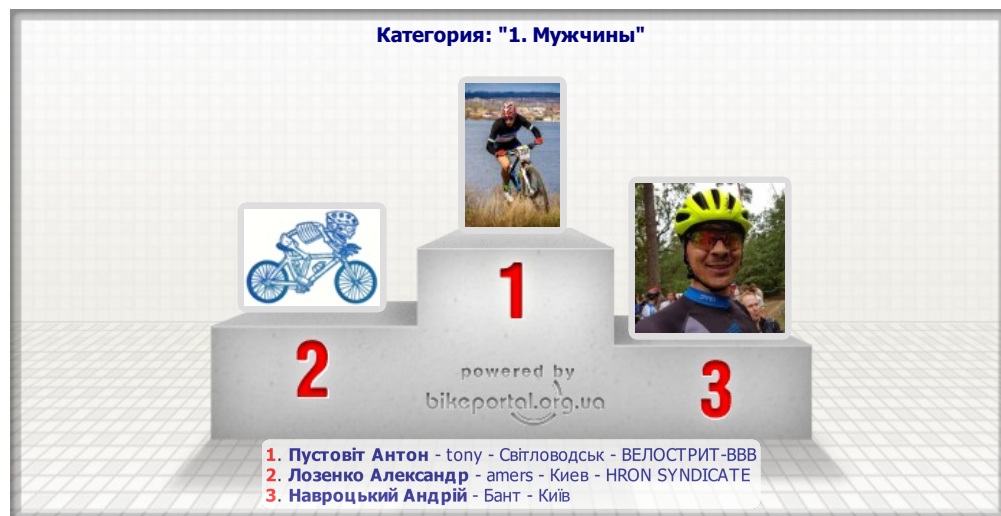 Категория: "1. Мужчины"
1
2
3
powered by
bikeportal.org.ua
1. Пустовіт Антон - tony - Світловодськ - ВЕЛОСТРИТ-ВВВ
2. Лозенко Александр - amers - Киев - HRON SYNDICATE
3. Навроцький Андрій - Бант - Київ